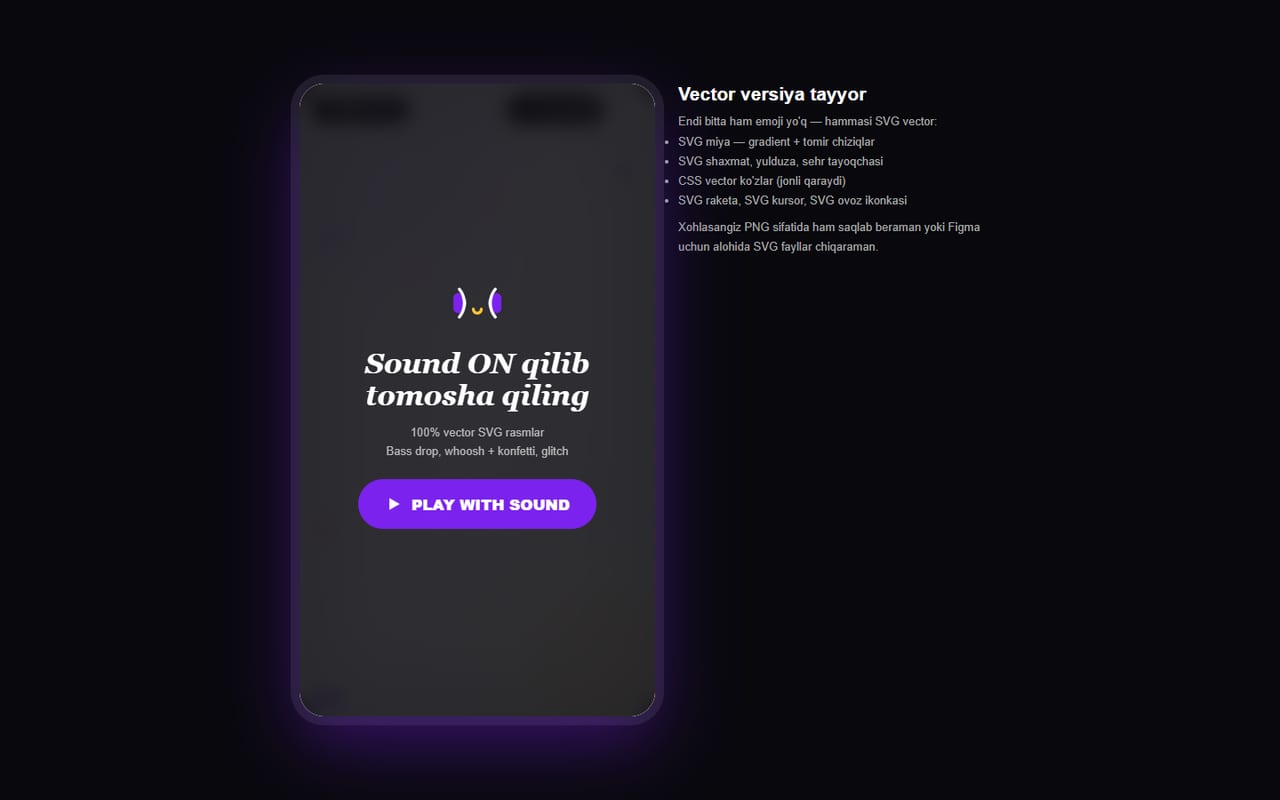 Sound ON qilib
tomosha qiling
100% vector SVG rasmlar
Bass drop, whoosh + konfetti, glitch
PLAY WITH SOUND
Vector versiya tayyor
Endi bitta ham emoji yo'q — hammasi SVG vector:
SVG miya — gradient + tomir chiziqlar
SVG shaxmat, yulduza, sehr tayoqchasi
CSS vector ko'zlar (jonli qaraydi)
SVG raketa, SVG kursor, SVG ovoz ikonkasi
Xohlasangiz PNG sifatida ham saqlab beraman yoki Figma
uchun alohida SVG fayllar chiqaraman.